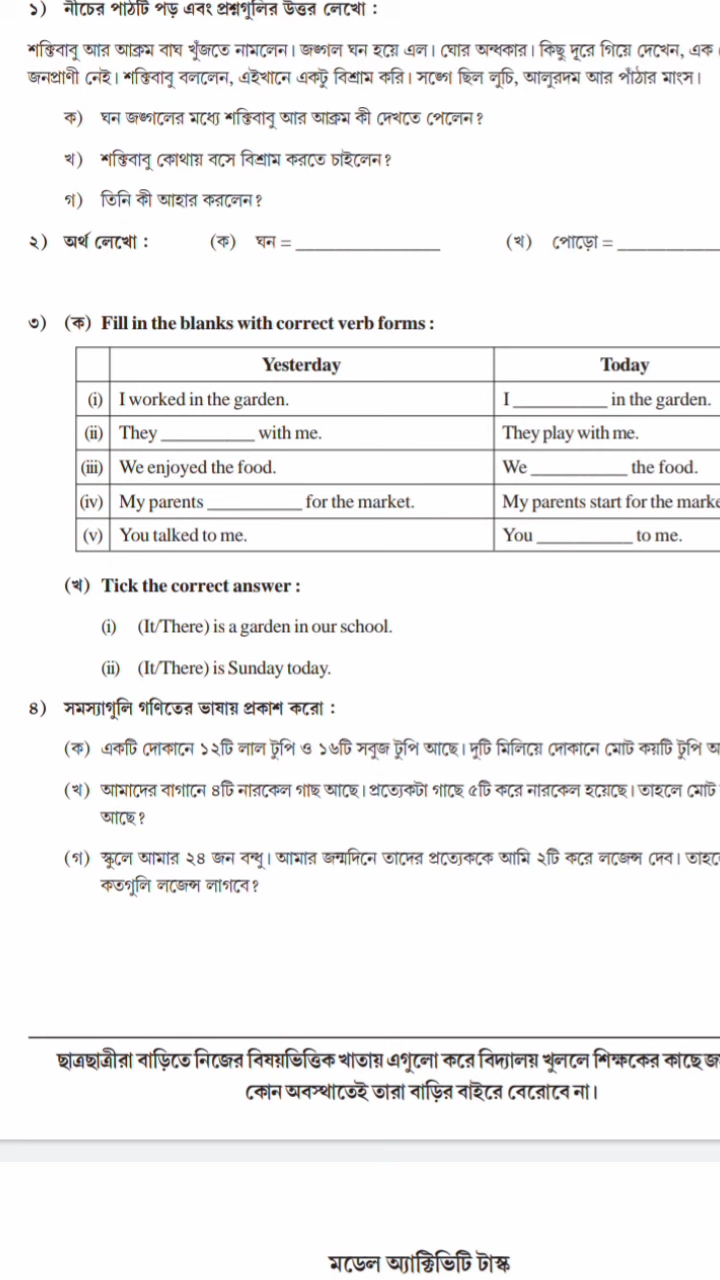 ১) নীচের পাঠটি পড় এবং প্রশ্নগুলির উত্তর লেখো :
শক্তিবাবু আর আক্রম বাঘ খুঁজতে নামলেন। জঙ্গল ঘন হয়ে এল। ঘোর অন্ধকার। কিছু দূরে গিয়ে দেখেন, এক
জনপ্রাণী নেই। শক্তিবাবু বললেন, এইখানে একটু বিশ্রাম করি। সঙ্গে ছিল লুচি, আলুরদম আর পাঁঠার মাংস।
ক) ঘন জঙ্গলের মধ্যে শক্তিবাবু আর আক্রম কী দেখতে পেলেন?
খ) শক্তিবাবু কোথায় বসে বিশ্রাম করতে চাইলেন?
গ) তিনি কী আহার করলেন?
২) অর্থ লেখো : (ক) ঘন = ____________ (খ) পোড়ো = ____________
৩) (ক) Fill in the blanks with correct verb forms :
Yesterday Today
(i) I worked in the garden. I __________ in the garden.
(ii) They __________ with me. They play with me.
(iii) We enjoyed the food. We __________ the food.
(iv) My parents __________ for the market. My parents start for the marke
(v) You talked to me. You __________ to me.
(খ) Tick the correct answer :
(i) (It/There) is a garden in our school.
(ii) (It/There) is Sunday today.
৪) সমস্যাগুলি গণিতের ভাষায় প্রকাশ করো :
(ক) একটি দোকানে ১২টি লাল টুপি ও ১৬টি সবুজ টুপি আছে। দুটি মিলিয়ে দোকানে মোট কয়টি টুপি আ
(খ) আমাদের বাগানে ৪টি নারকেল গাছ আছে। প্রত্যেকটা গাছে ৫টি করে নারকেল হয়েছে। তাহলে মোট
আছে?
(গ) স্কুলে আমার ২৪ জন বন্ধু। আমার জন্মদিনে তাদের প্রত্যেককে আমি ২টি করে লজেন্স দেব। তাহলে
কতগুলি লজেন্স লাগবে?
ছাত্রছাত্রীরা বাড়িতে নিজের বিষয়ভিত্তিক খাতায় এগুলো করে বিদ্যালয় খুললে শিক্ষকের কাছে জ
কোন অবস্থাতেই তারা বাড়ির বাইরে বেরোবে না।
মডেল অ্যাক্টিভিটি টাস্ক